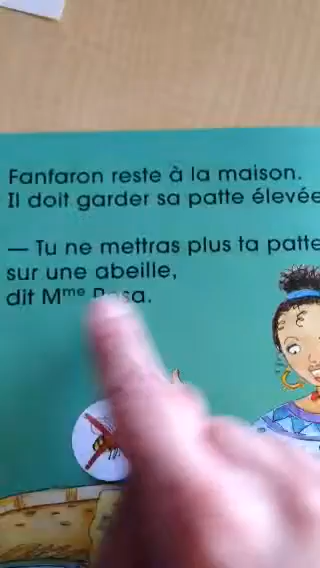 Fanfaron reste à la maison.
Il doit garder sa patte élevée
— Tu ne mettras plus ta patte
sur une abeille,
dit Mme Rosa.